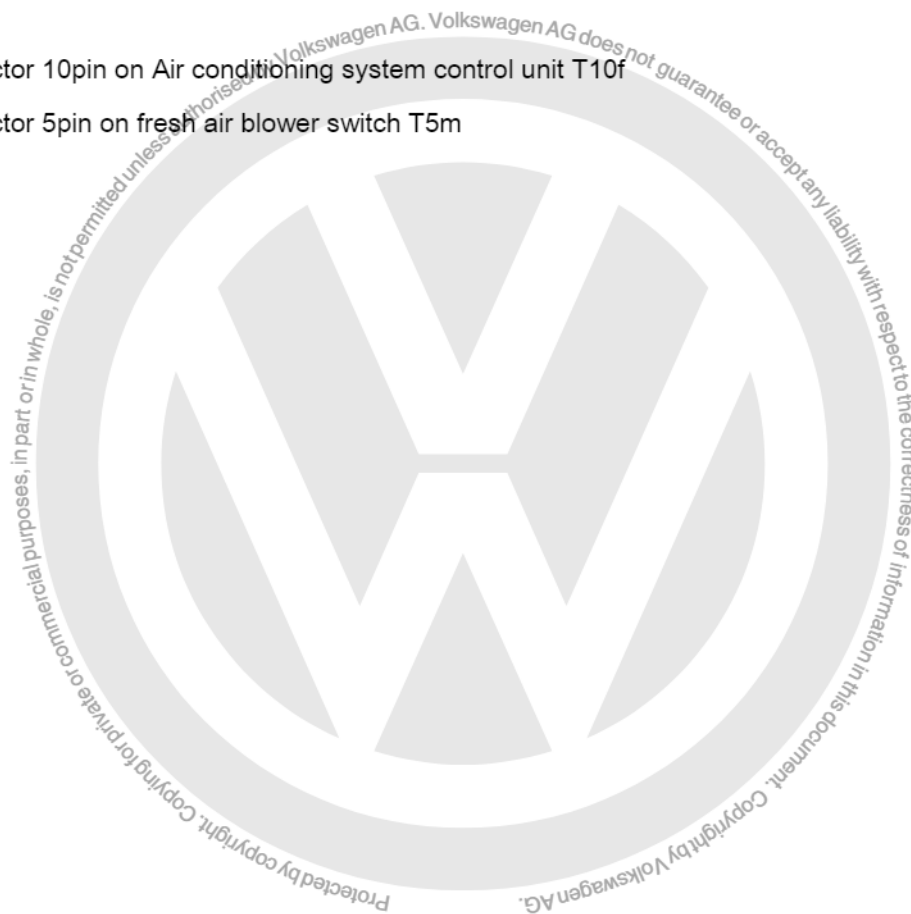 ctor 10pin on Air conditioning system control unit T10f
ctor 5pin on fresh air blower switch T5m
Protected by copyright. Copying for private or commercial purposes, in part or in whole, is not permitted unless authorised by Volkswagen AG. Volkswagen AG does not guarantee or accept any liability with respect to the correctness of information in this document. Copyright by Volkswagen AG.